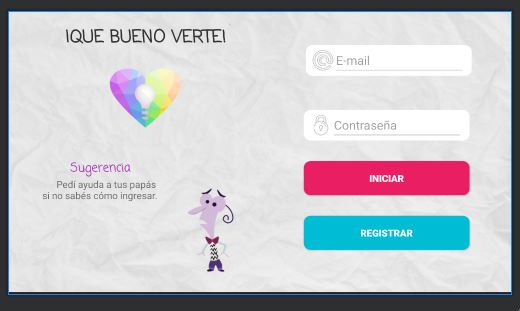 ¡QUE BUENO VERTE!
Sugerencia
Pedí ayuda a tus papás
si no sabés cómo ingresar.
E-mail
Contraseña
INICIAR
REGISTRAR